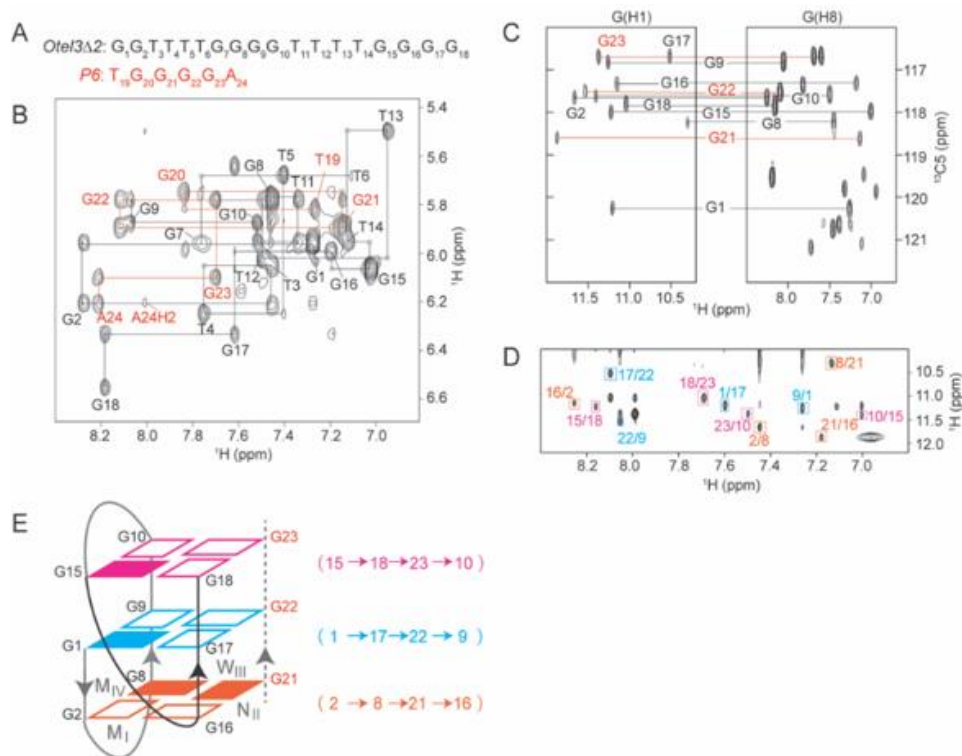 A
Otel3Δ2: G₁G₂T₃T₄T₅T₆G₇G₈G₉G₁₀T₁₁T₁₂T₁₃T₁₄G₁₅G₁₆G₁₇G₁₈
P6: T₁₉G₂₀G₂₁G₂₂G₂₃A₂₄
B
T13
G8
T5
T19
T6
G20
T11
G22
G21
G9
G10
G7
T14
T12
T3
G1
G16
G15
G23
G2
A24
A24H2
T4
G17
G18
5.4
5.6
5.8
6.0
6.2
6.4
6.6
¹H (ppm)
8.2 8.0 7.8 7.6 7.4 7.2 7.0
¹H (ppm)
C
G(H1) G(H8)
G23 G17
G9
G16
G22 G10
G2 G18 G15
G8
G21
G1
117
118
119
120
121
¹³C5 (ppm)
11.5 11.0 10.5 8.0 7.5 7.0
¹H (ppm) ¹H (ppm)
D
17/22 8/21
16/2 18/23 1/17 9/1
15/18 23/10 10/15
22/9 2/8 21/16
10.5
11.0
11.5
12.0
¹H (ppm)
8.2 8.0 7.8 7.6 7.4 7.2 7.0
¹H (ppm)
E
G10 G23
G15 G18 (15→18→23→10)
G9 G22
G1 G17 (1→17→22→9)
G8 W_III G21
M_IV
G2 N_II (2→8→21→16)
M_I G16